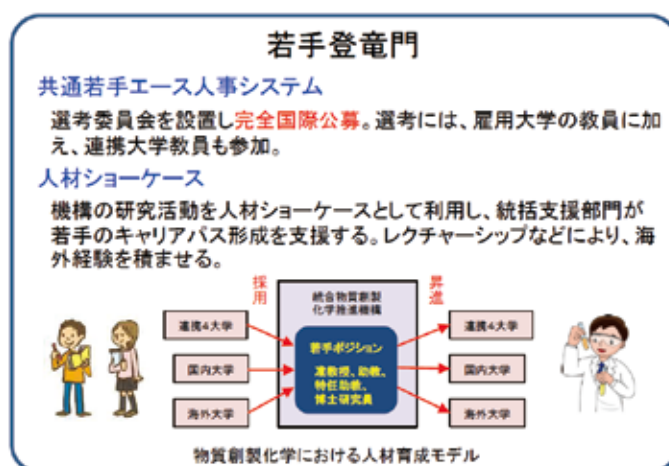 若手登竜門
共通若手エース人事システム
選考委員会を設置し完全国際公募。選考には、雇用大学の教員に加
え、連携大学教員も参加。
人材ショーケース
機構の研究活動を人材ショーケースとして利用し、統括支援部門が
若手のキャリアパス形成を支援する。レクチャーシップなどにより、海
外経験を積ませる。
採用
統合物質創製
化学推進機構
昇進
連携4大学
国内大学
海外大学
若手ポジション
准教授、助教、
特任助教、
博士研究員
連携4大学
国内大学
海外大学
物質創製化学における人材育成モデル